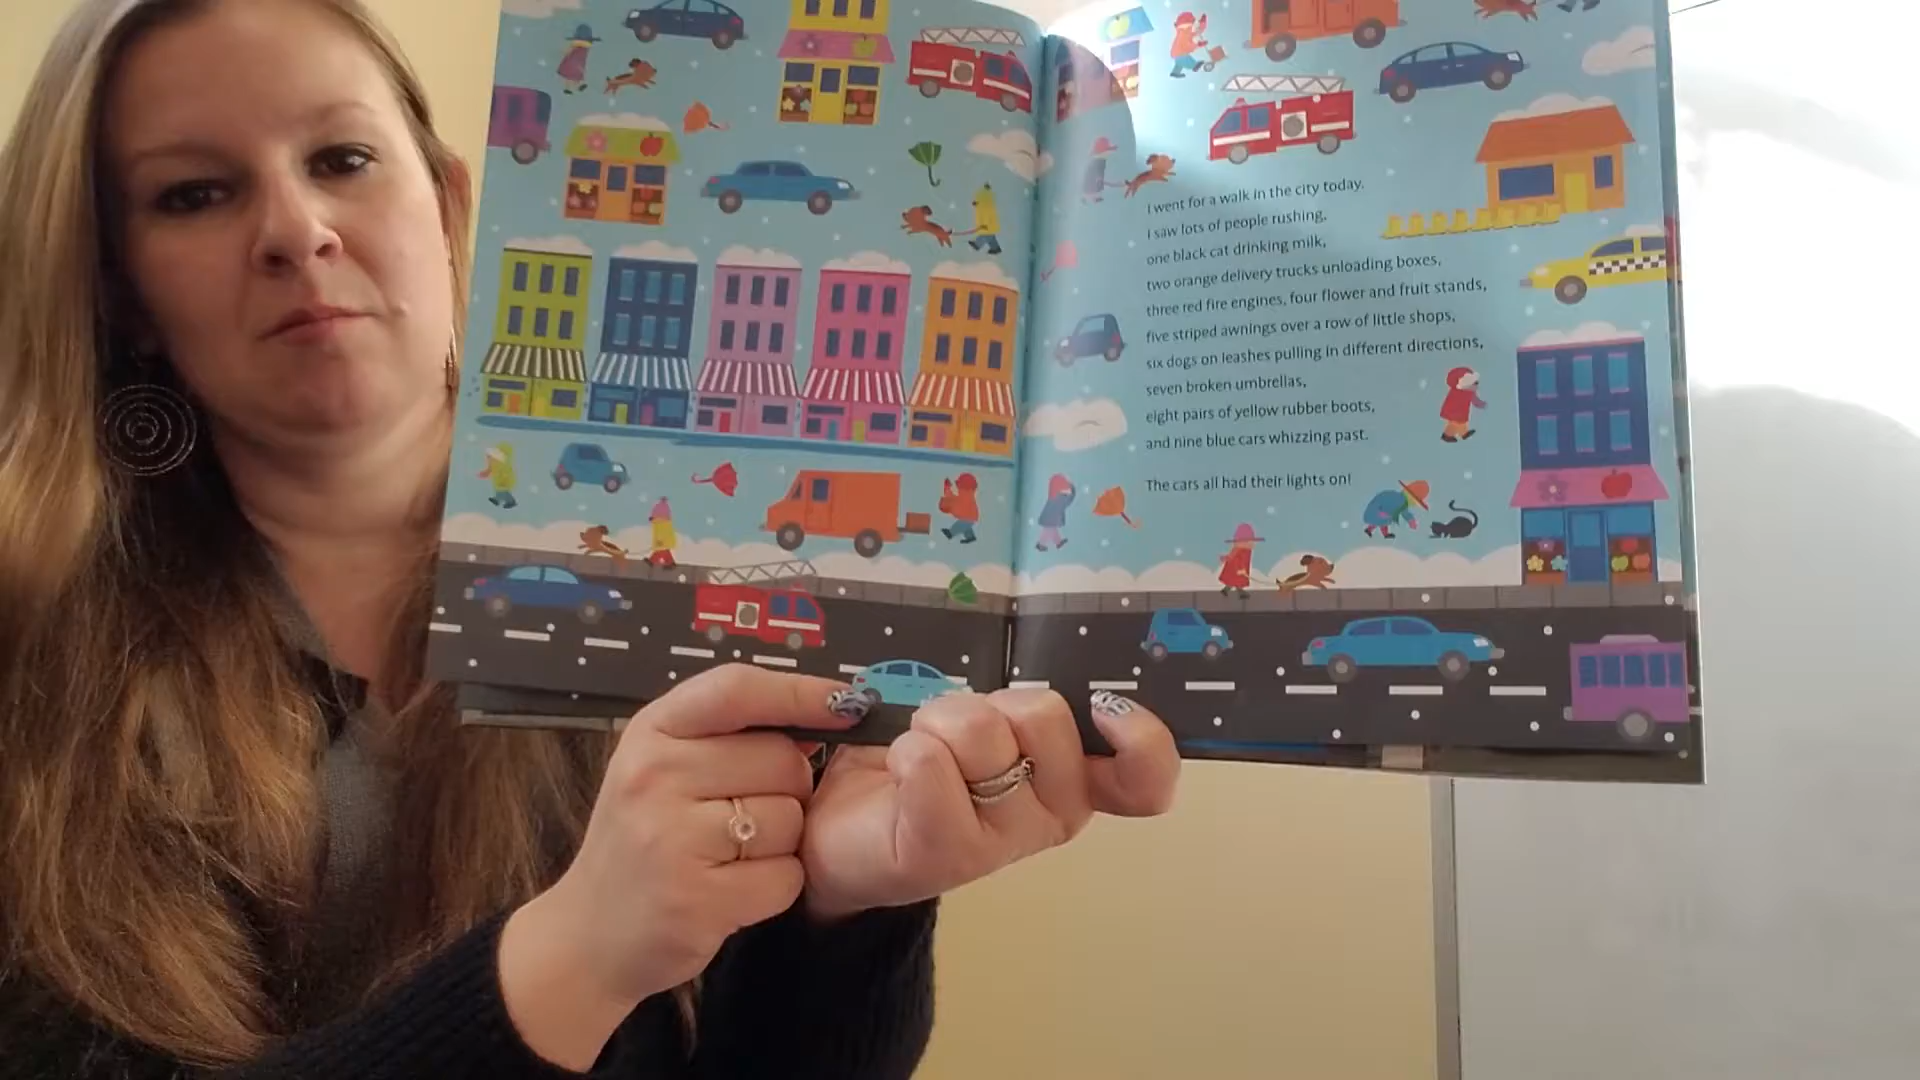 I went for a walk in the city today.
I saw lots of people rushing,
one black cat drinking milk,
two orange delivery trucks unloading boxes,
three red fire engines, four flower and fruit stands,
five striped awnings over a row of little shops,
six dogs on leashes pulling in different directions,
seven broken umbrellas,
eight pairs of yellow rubber boots,
and nine blue cars whizzing past.
The cars all had their lights on!